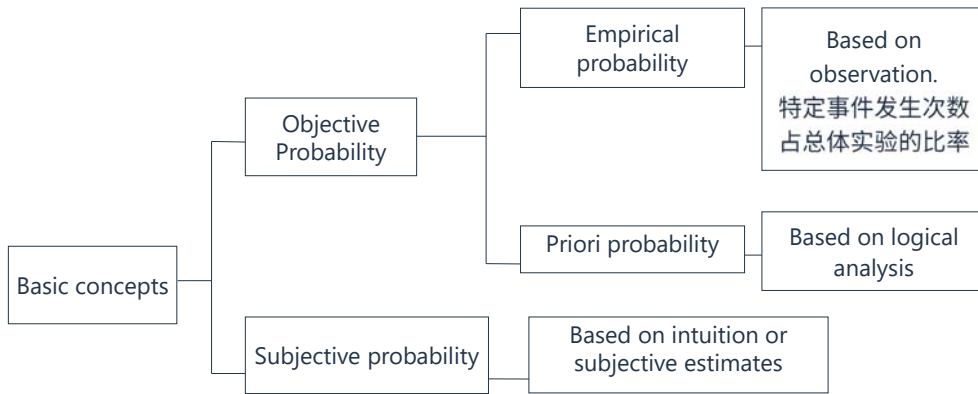 Basic concepts
Objective
Probability
Empirical
probability
Based on
observation.
特定事件发生次数
占总体实验的比率
Priori probability
Based on logical
analysis
Subjective probability
Based on intuition or
subjective estimates